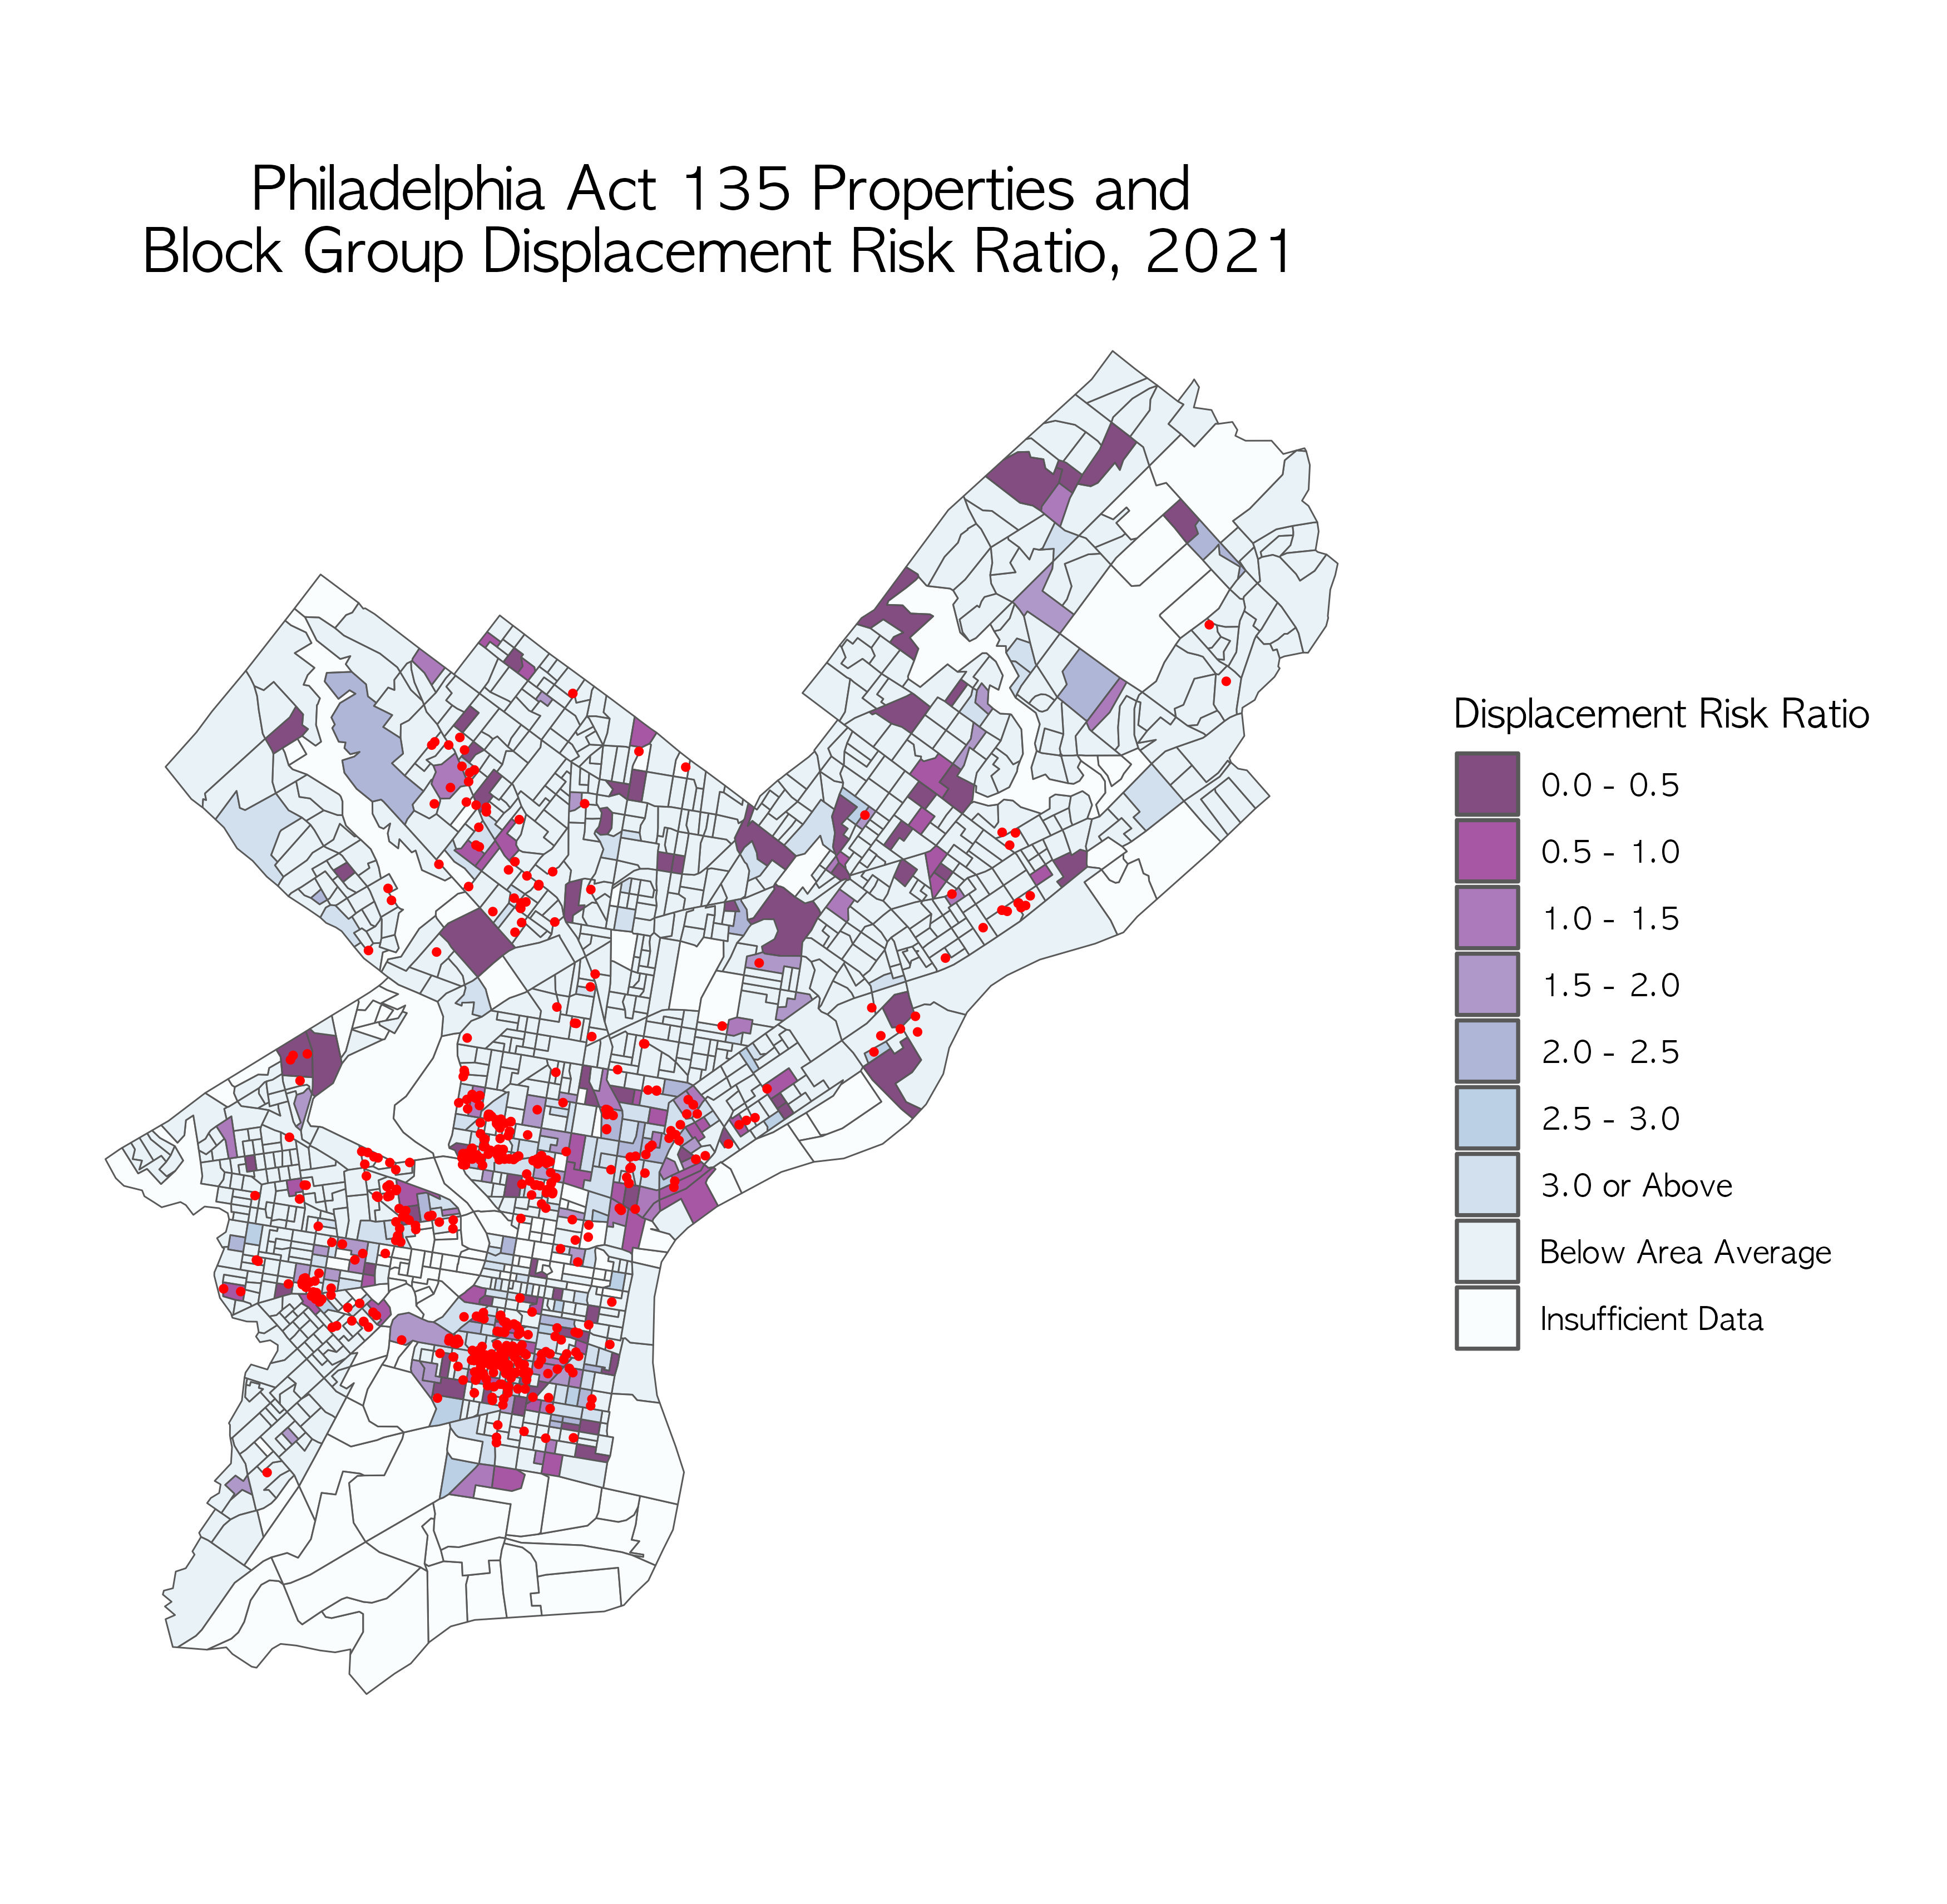 Philadelphia Act 135 Properties and
Block Group Displacement Risk Ratio, 2021
Displacement Risk Ratio
0.0 - 0.5
0.5 - 1.0
1.0 - 1.5
1.5 - 2.0
2.0 - 2.5
2.5 - 3.0
3.0 or Above
Below Area Average
Insufficient Data